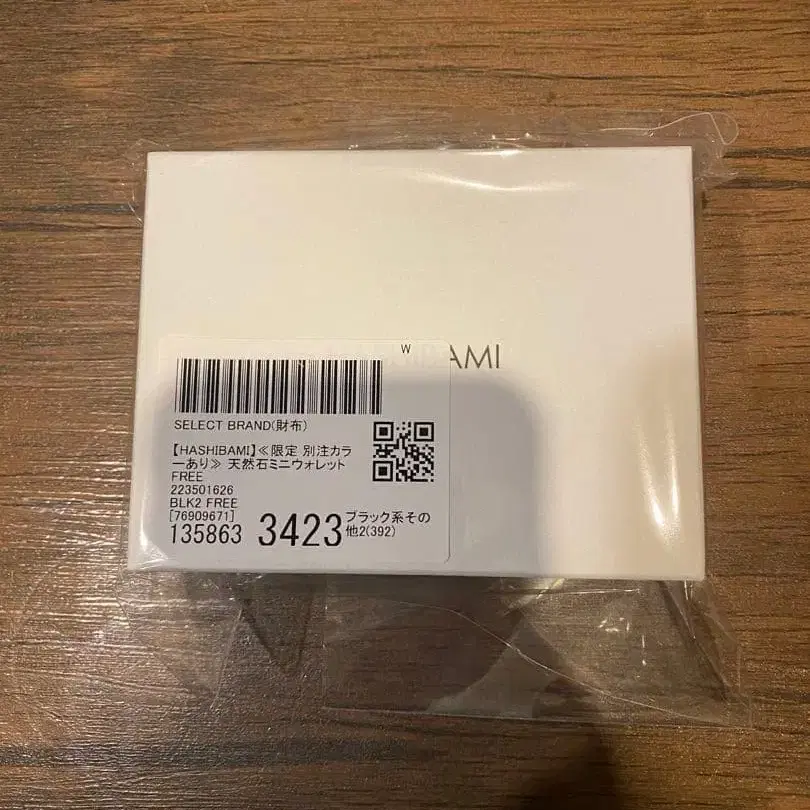 HASHIBAMI
W
SELECT BRAND(財布)
【HASHIBAMI】≪限定 別注カラ
ーあり≫ 天然石ミニウォレット
FREE
223501626
BLK2 FREE
[76909671]
135863 3423 ブラック系その
他2(392)